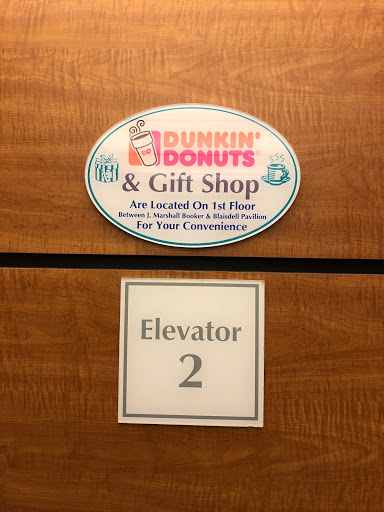 DUNKIN'
DONUTS
& Gift Shop
Are Located On 1st Floor
Between J. Marshall Booker & Blaisdell Pavilion
For Your Convenience
Elevator
2